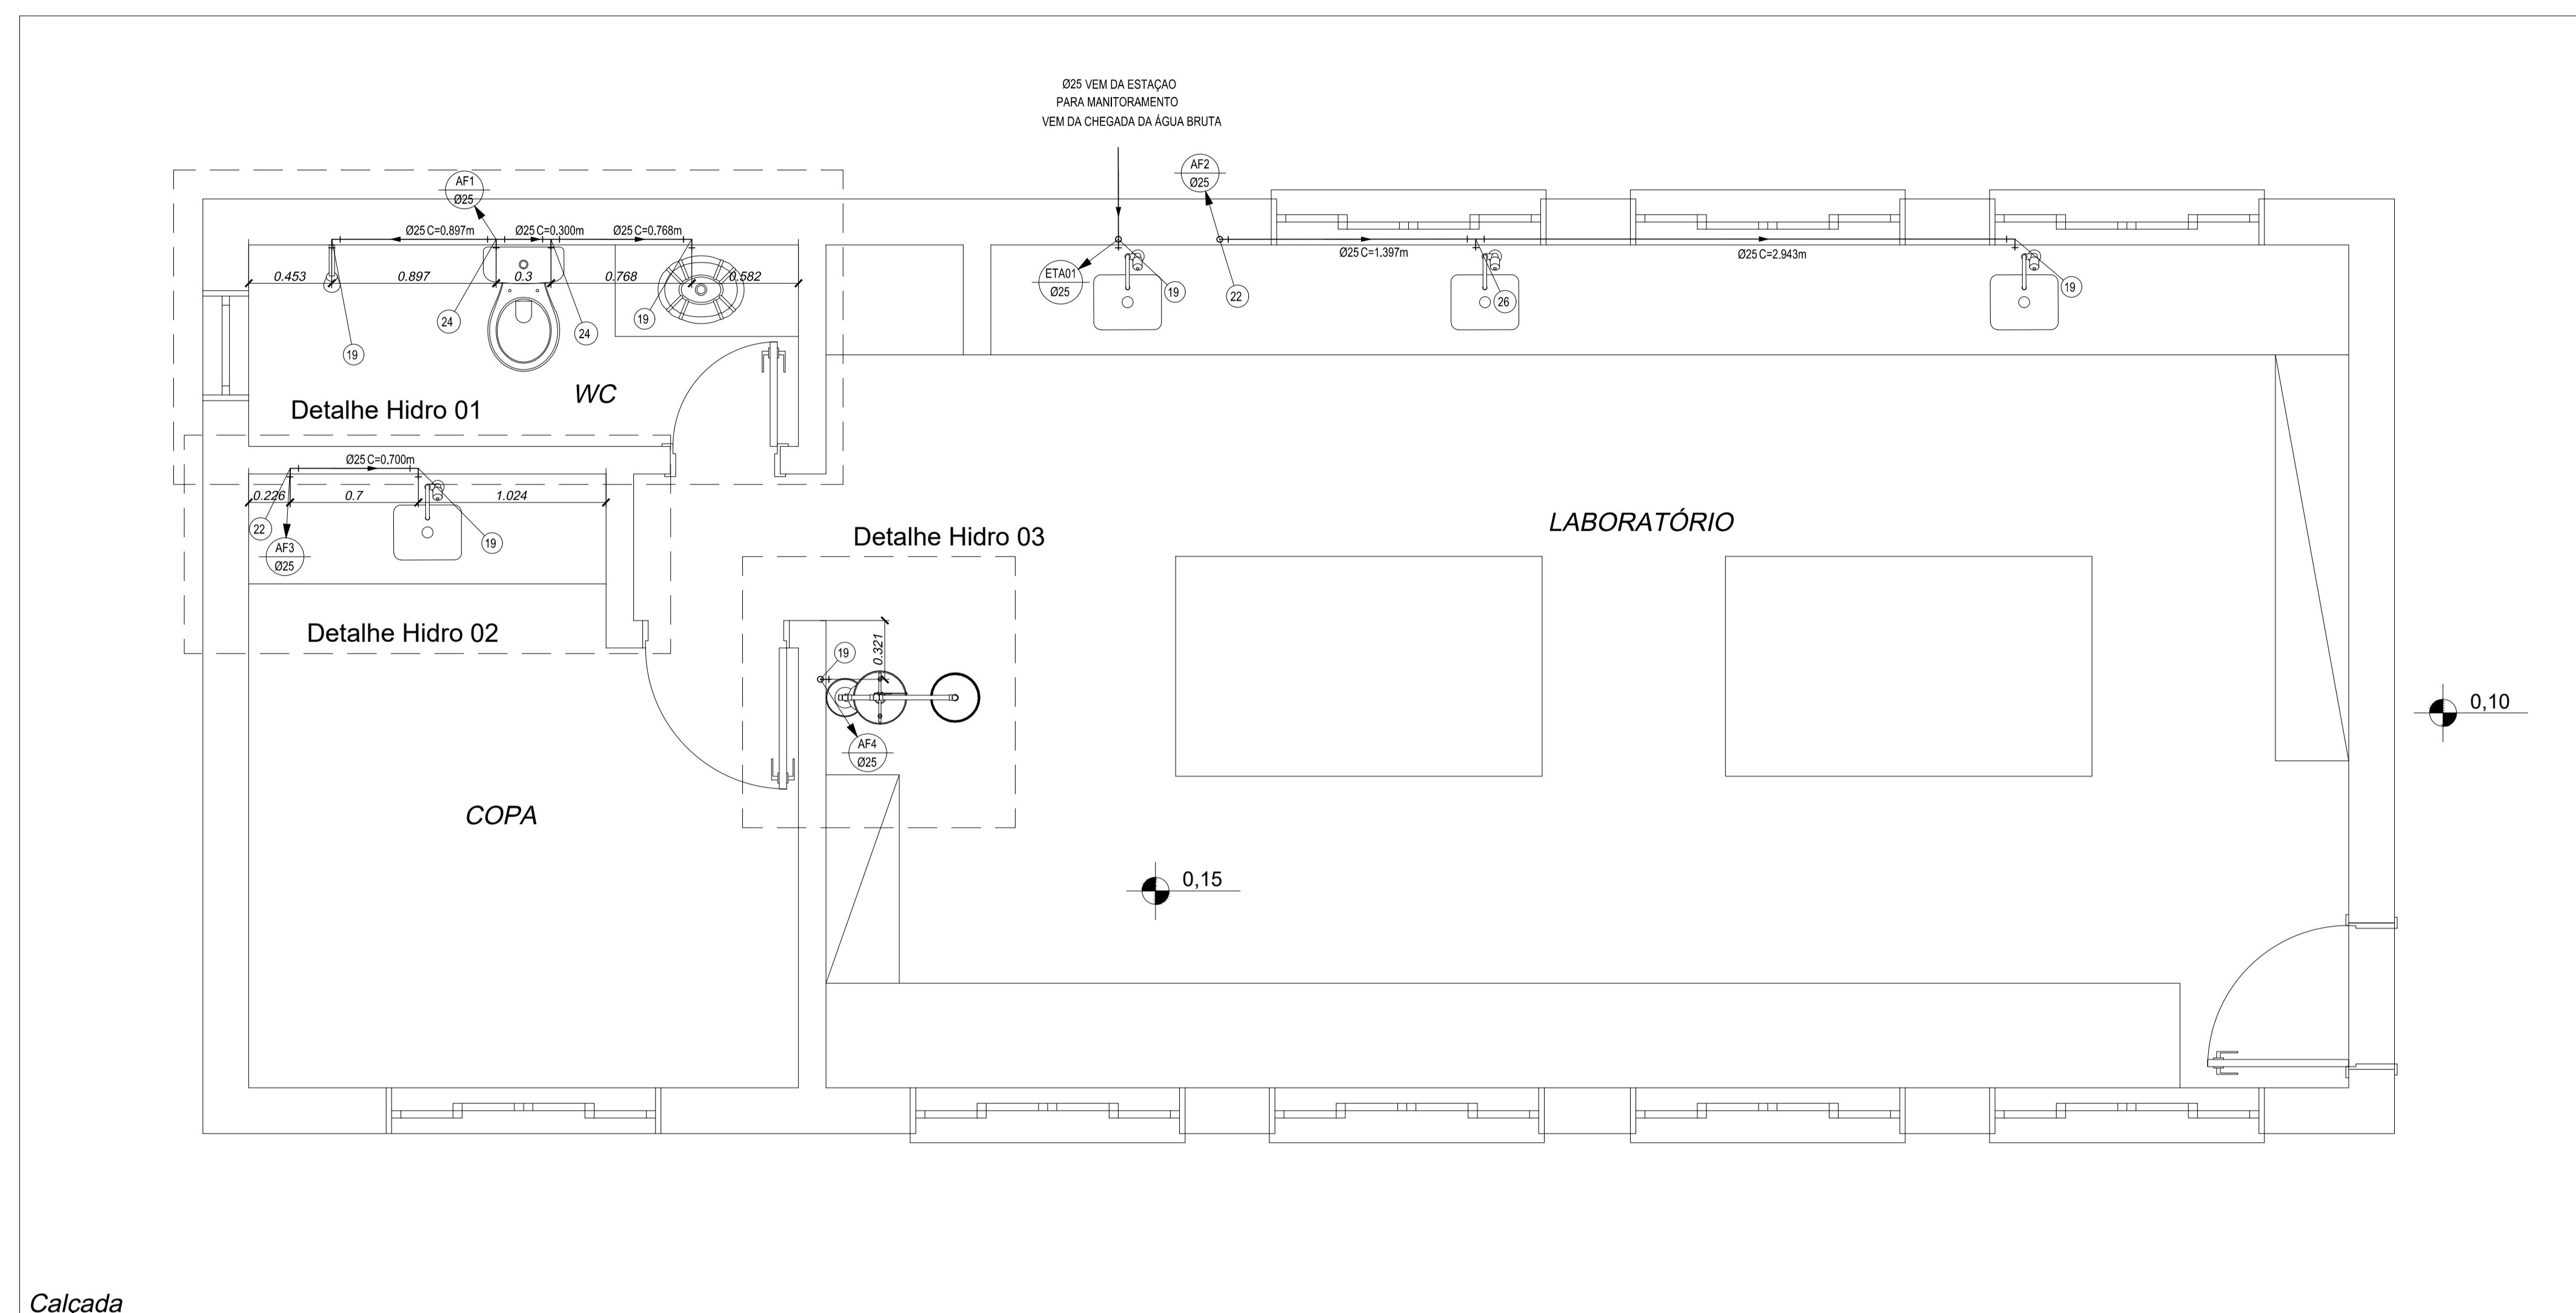 Ø25 VEM DA ESTAÇAO
PARA MANITORAMENTO
VEM DA CHEGADA DA ÁGUA BRUTA
AF1
Ø25
AF2
Ø25
Ø25 C=0.897m
Ø25 C=0.300m
Ø25 C=0.768m
Ø25 C=1.397m
Ø25 C=2.943m
0.453
0.897
0.3
0.768
0.582
ETA01
Ø25
19
22
26
19
24
24
19
19
WC
Detalhe Hidro 01
Ø25 C=0.700m
0.226
0.7
1.024
22
AF3
Ø25
19
Detalhe Hidro 02
Detalhe Hidro 03
LABORATÓRIO
19
0.321
AF4
Ø25
0,10
COPA
0,15
Calçada